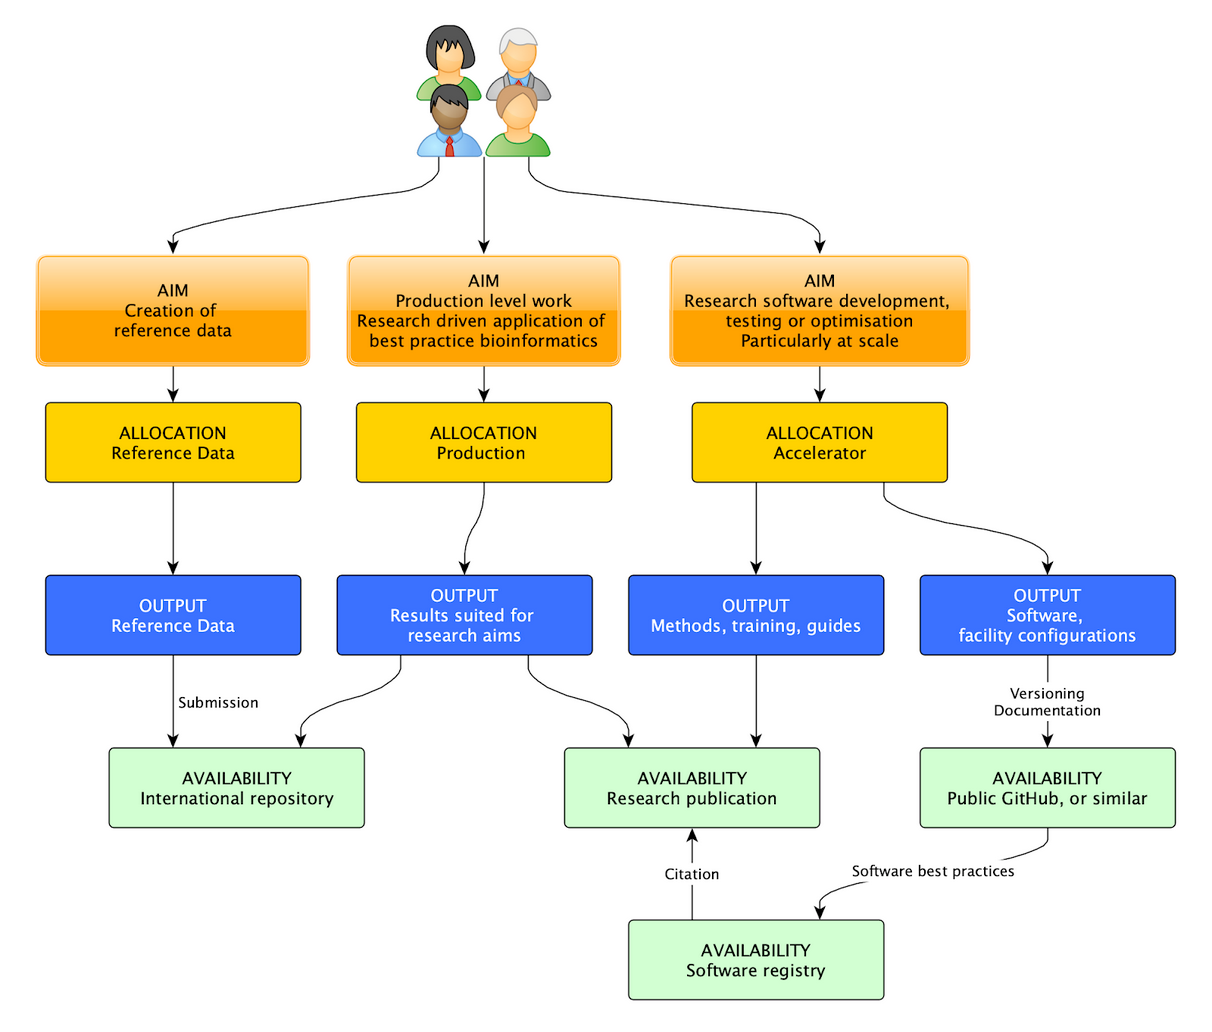 AIM
Creation of
reference data
AIM
Production level work
Research driven application of
best practice bioinformatics
AIM
Research software development,
testing or optimisation
Particularly at scale
ALLOCATION
Reference Data
ALLOCATION
Production
ALLOCATION
Accelerator
OUTPUT
Reference Data
OUTPUT
Results suited for
research aims
OUTPUT
Methods, training, guides
OUTPUT
Software,
facility configurations
Submission
Versioning
Documentation
AVAILABILITY
International repository
AVAILABILITY
Research publication
AVAILABILITY
Public GitHub, or similar
Citation
Software best practices
AVAILABILITY
Software registry